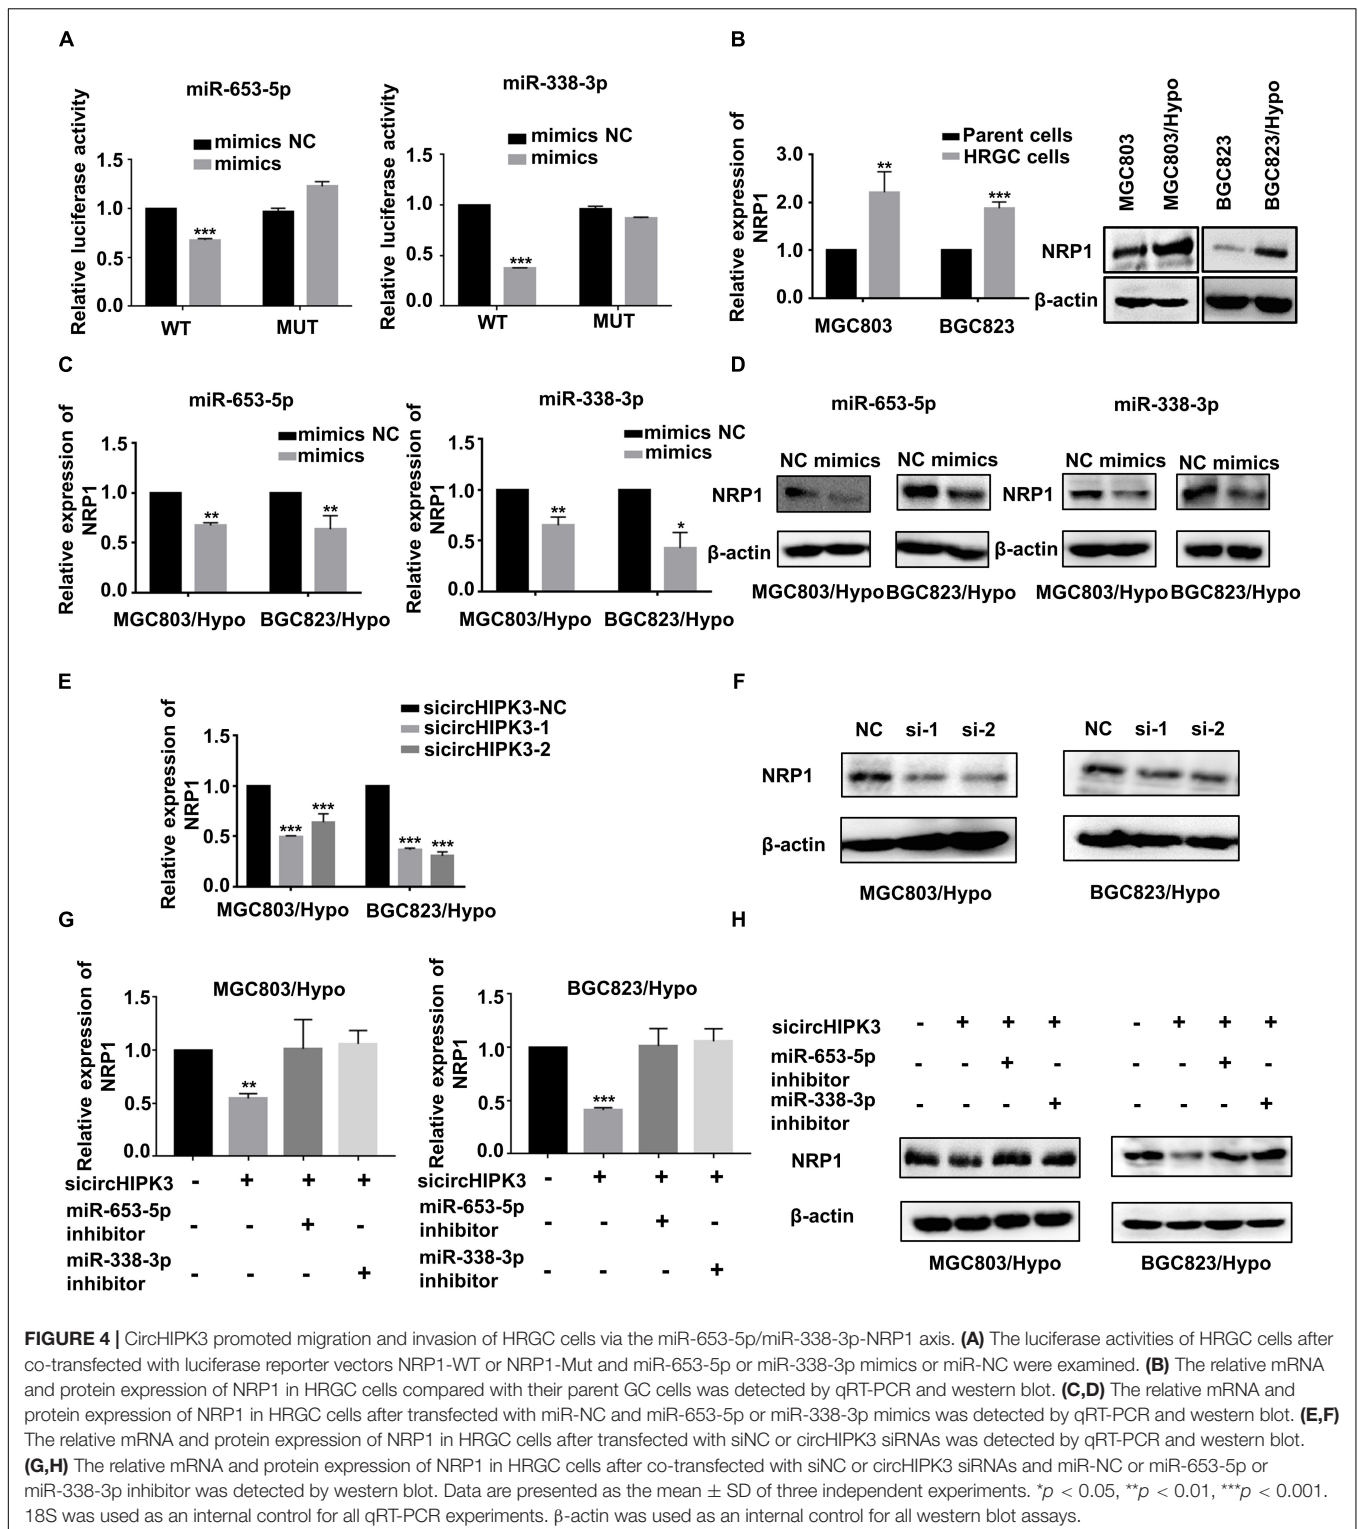 A
miR-653-5p
mimics NC
mimics
Relative luciferase activity
1.5
1.0
0.5
0.0
***
WT
MUT
miR-338-3p
mimics NC
mimics
Relative luciferase activity
1.5
1.0
0.5
0.0
***
WT
MUT
B
Parent cells
HRGC cells
Relative expression of
NRP1
3.0
2.0
1.0
0.0
**
***
MGC803
BGC823
MGC803
MGC803/Hypo
BGC823
BGC823/Hypo
NRP1
β-actin
C
miR-653-5p
mimics NC
mimics
Relative expression of
NRP1
1.5
1.0
0.5
0.0
**
**
MGC803/Hypo
BGC823/Hypo
miR-338-3p
mimics NC
mimics
Relative expression of
NRP1
1.5
1.0
0.5
0.0
**
*
MGC803/Hypo
BGC823/Hypo
D
miR-653-5p
miR-338-3p
NC mimics
NC mimics
NC mimics
NC mimics
NRP1
NRP1
β-actin
β-actin
MGC803/Hypo
BGC823/Hypo
MGC803/Hypo
BGC823/Hypo
E
sicircHIPK3-NC
sicircHIPK3-1
sicircHIPK3-2
Relative expression of
NRP1
1.5
1.0
0.5
0.0
***
***
***
***
MGC803/Hypo
BGC823/Hypo
F
NC si-1 si-2
NC si-1 si-2
NRP1
β-actin
MGC803/Hypo
BGC823/Hypo
G
MGC803/Hypo
Relative expression of
NRP1
1.5
1.0
0.5
0.0
**
sicircHIPK3 - + + +
miR-653-5p
inhibitor - - + -
miR-338-3p
inhibitor - - - +
BGC823/Hypo
Relative expression of
NRP1
1.5
1.0
0.5
0.0
***
sicircHIPK3 - + + +
miR-653-5p
inhibitor - - + -
miR-338-3p
inhibitor - - - +
H
sicircHIPK3 - + + + - + + +
miR-653-5p
inhibitor - - + - - - + -
miR-338-3p
inhibitor - - - + - - - +
NRP1
β-actin
MGC803/Hypo
BGC823/Hypo
FIGURE 4 | CircHIPK3 promoted migration and invasion of HRGC cells via the miR-653-5p/miR-338-3p-NRP1 axis. (A) The luciferase activities of HRGC cells after
co-transfected with luciferase reporter vectors NRP1-WT or NRP1-Mut and miR-653-5p or miR-338-3p mimics or miR-NC were examined. (B) The relative mRNA
and protein expression of NRP1 in HRGC cells compared with their parent GC cells was detected by qRT-PCR and western blot. (C,D) The relative mRNA and
protein expression of NRP1 in HRGC cells after transfected with miR-NC and miR-653-5p or miR-338-3p mimics was detected by qRT-PCR and western blot. (E,F)
The relative mRNA and protein expression of NRP1 in HRGC cells after transfected with siNC or circHIPK3 siRNAs was detected by qRT-PCR and western blot.
(G,H) The relative mRNA and protein expression of NRP1 in HRGC cells after co-transfected with siNC or circHIPK3 siRNAs and miR-NC or miR-653-5p or
miR-338-3p inhibitor was detected by western blot. Data are presented as the mean ± SD of three independent experiments. *p < 0.05, **p < 0.01, ***p < 0.001.
18S was used as an internal control for all qRT-PCR experiments. β-actin was used as an internal control for all western blot assays.